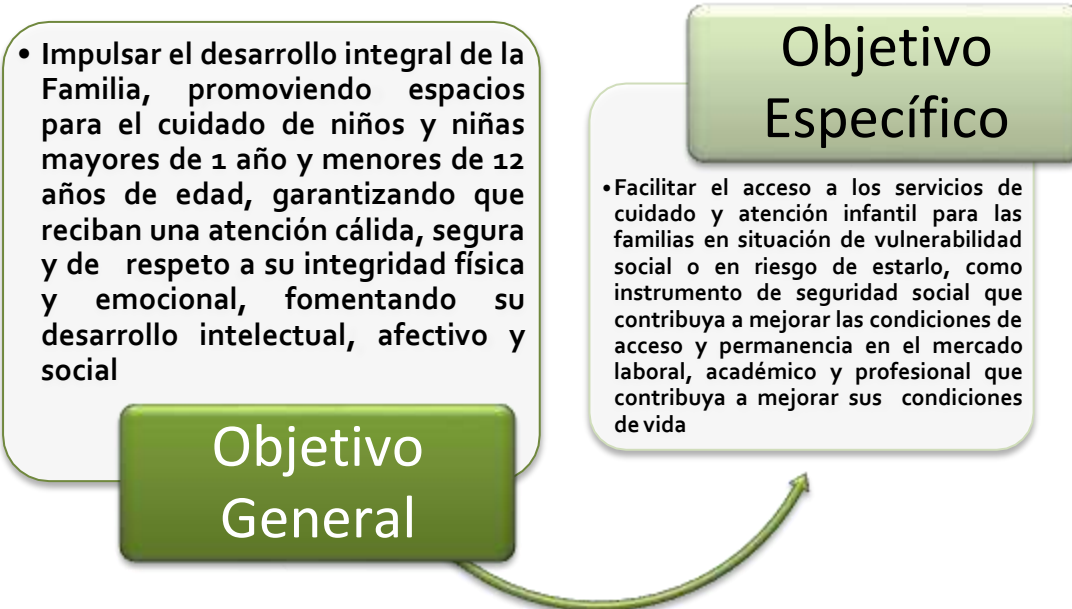 • Impulsar el desarrollo integral de la
Familia, promoviendo espacios
para el cuidado de niños y niñas
mayores de 1 año y menores de 12
años de edad, garantizando que
reciban una atención cálida, segura
y de respeto a su integridad física
y emocional, fomentando su
desarrollo intelectual, afectivo y
social
Objetivo
General
Objetivo
Específico
•Facilitar el acceso a los servicios de
cuidado y atención infantil para las
familias en situación de vulnerabilidad
social o en riesgo de estarlo, como
instrumento de seguridad social que
contribuya a mejorar las condiciones de
acceso y permanencia en el mercado
laboral, académico y profesional que
contribuya a mejorar sus condiciones
de vida